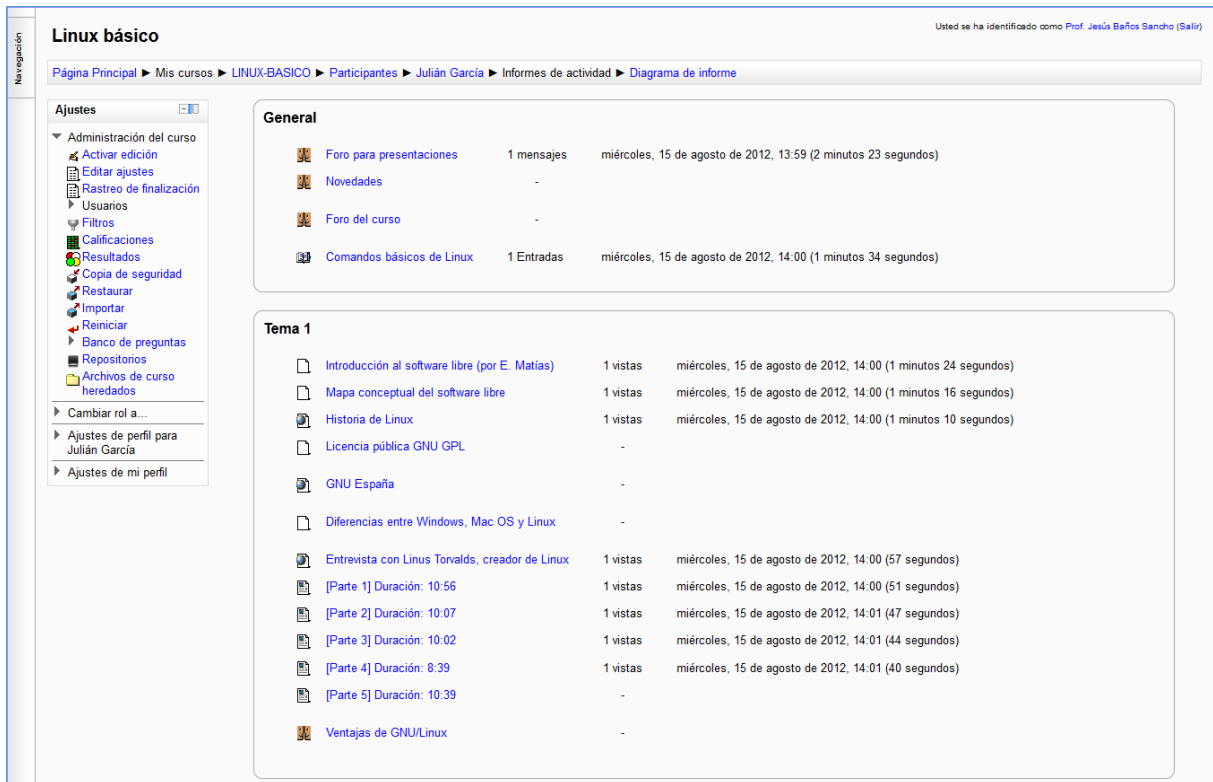 Navegación
Linux básico
Usted se ha identificado como Prof. Jesús Baños Sancho (Salir)
Página Principal ► Mis cursos ► LINUX-BASICO ► Participantes ► Julián García ► Informes de actividad ► Diagrama de informe
Ajustes
Administración del curso
Activar edición
Editar ajustes
Rastreo de finalización
Usuarios
Filtros
Calificaciones
Resultados
Copia de seguridad
Restaurar
Importar
Reiniciar
Banco de preguntas
Repositorios
Archivos de curso
heredados
Cambiar rol a...
Ajustes de perfil para
Julián García
Ajustes de mi perfil
General
Foro para presentaciones 1 mensajes miércoles, 15 de agosto de 2012, 13:59 (2 minutos 23 segundos)
Novedades -
Foro del curso -
Comandos básicos de Linux 1 Entradas miércoles, 15 de agosto de 2012, 14:00 (1 minutos 34 segundos)
Tema 1
Introducción al software libre (por E. Matías) 1 vistas miércoles, 15 de agosto de 2012, 14:00 (1 minutos 24 segundos)
Mapa conceptual del software libre 1 vistas miércoles, 15 de agosto de 2012, 14:00 (1 minutos 16 segundos)
Historia de Linux 1 vistas miércoles, 15 de agosto de 2012, 14:00 (1 minutos 10 segundos)
Licencia pública GNU GPL -
GNU España -
Diferencias entre Windows, Mac OS y Linux -
Entrevista con Linus Torvalds, creador de Linux 1 vistas miércoles, 15 de agosto de 2012, 14:00 (57 segundos)
[Parte 1] Duración: 10:56 1 vistas miércoles, 15 de agosto de 2012, 14:00 (51 segundos)
[Parte 2] Duración: 10:07 1 vistas miércoles, 15 de agosto de 2012, 14:01 (47 segundos)
[Parte 3] Duración: 10:02 1 vistas miércoles, 15 de agosto de 2012, 14:01 (44 segundos)
[Parte 4] Duración: 8:39 1 vistas miércoles, 15 de agosto de 2012, 14:01 (40 segundos)
[Parte 5] Duración: 10:39 -
Ventajas de GNU/Linux -